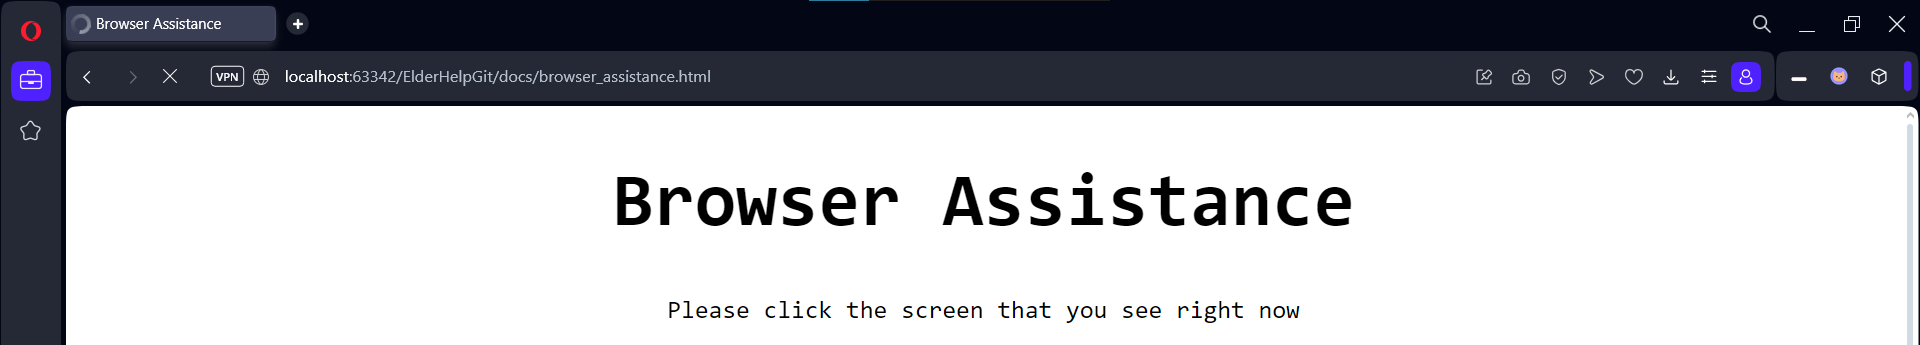 Browser Assistance
VPN localhost:63342/ElderHelpGit/docs/browser_assistance.html
Browser Assistance
Please click the screen that you see right now